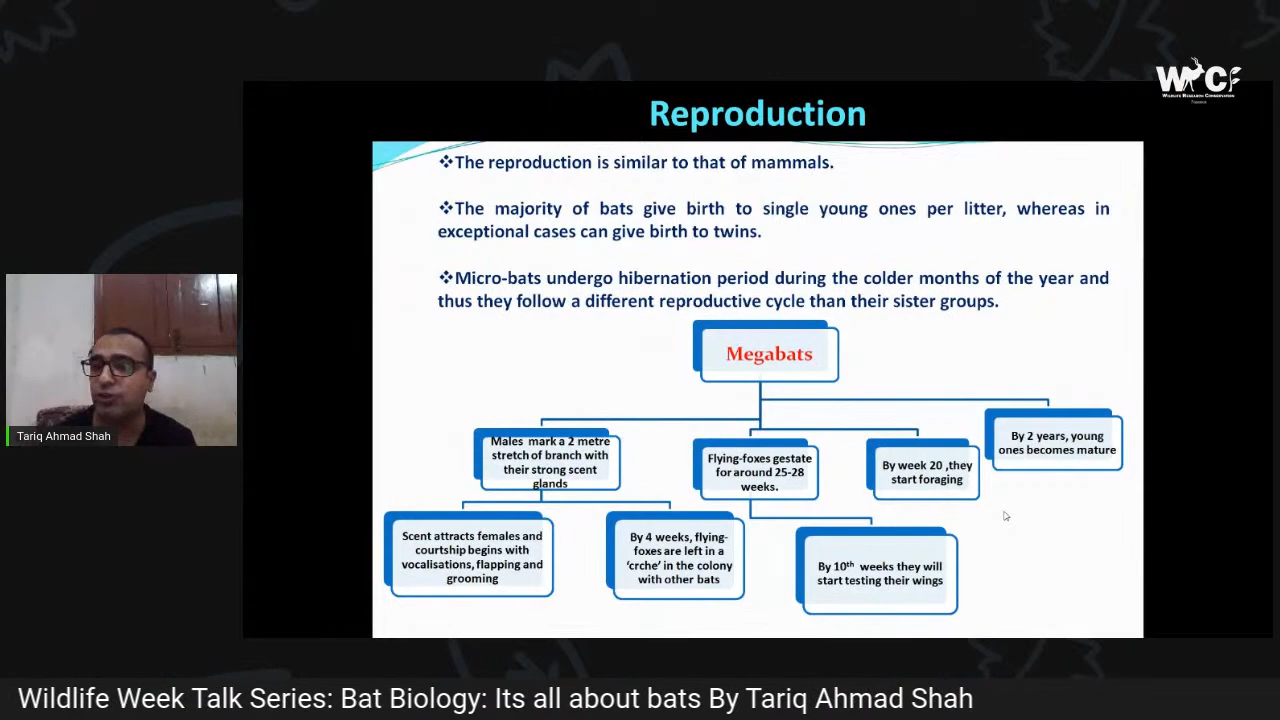 WCF
WILDLIFE RESEARCH CONSERVATION
Reproduction
❖The reproduction is similar to that of mammals.
❖The majority of bats give birth to single young ones per litter, whereas in
exceptional cases can give birth to twins.
❖Micro-bats undergo hibernation period during the colder months of the year and
thus they follow a different reproductive cycle than their sister groups.
Megabats
Males mark a 2 metre
stretch of branch with
their strong scent
glands
Flying-foxes gestate
for around 25-28
weeks.
By week 20 ,they
start foraging
By 2 years, young
ones becomes mature
Scent attracts females and
courtship begins with
vocalisations, flapping and
grooming
By 4 weeks, flying-
foxes are left in a
‘crche’ in the colony
with other bats
By 10th weeks they will
start testing their wings
Tariq Ahmad Shah
Wildlife Week Talk Series: Bat Biology: Its all about bats By Tariq Ahmad Shah